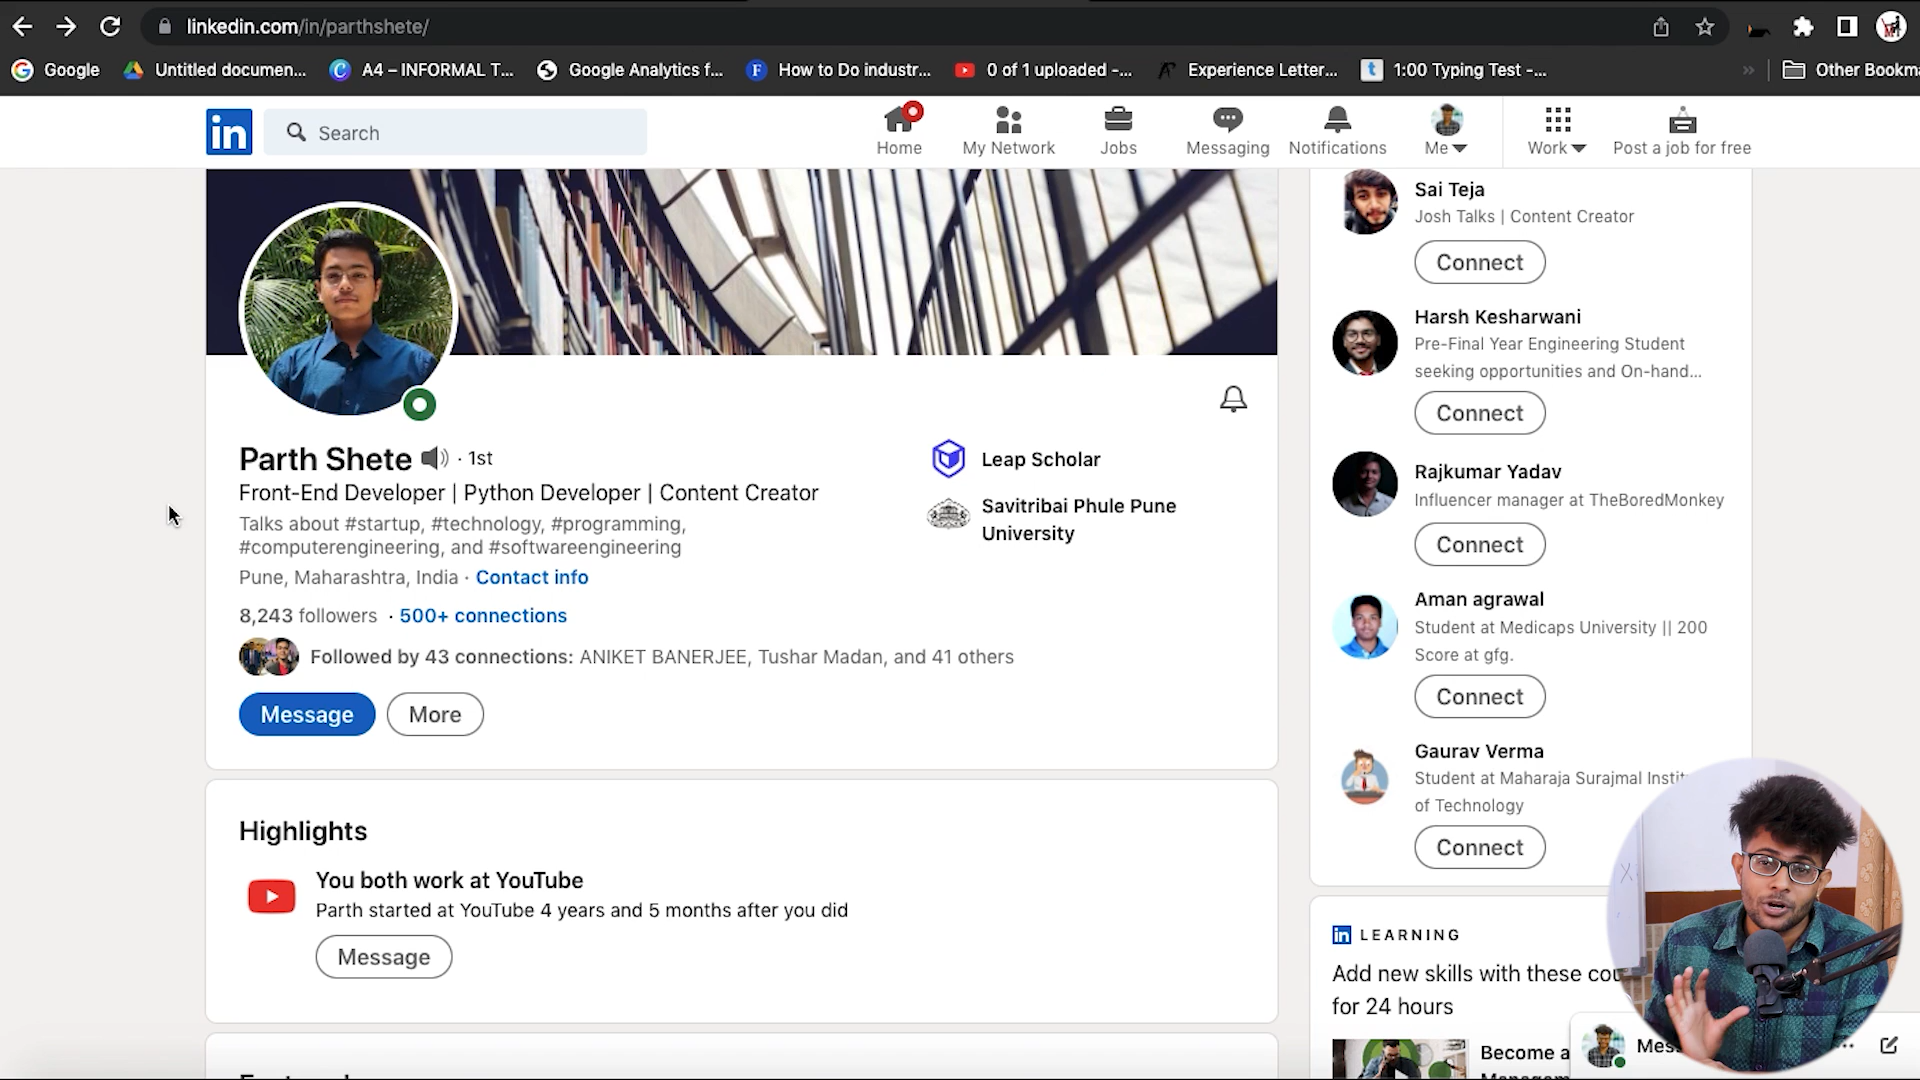 linkedin.com/in/parthshete/
Google
Untitled documen...
A4 – INFORMAL T...
Google Analytics f...
How to Do industr...
0 of 1 uploaded -...
Experience Letter...
1:00 Typing Test -...
»
Other Bookma
in
Search
Home
My Network
Jobs
Messaging
Notifications
Me
Work
Post a job for free
Parth Shete · 1st
Front-End Developer | Python Developer | Content Creator
Talks about #startup, #technology, #programming,
#computerengineering, and #softwareengineering
Pune, Maharashtra, India · Contact info
8,243 followers · 500+ connections
Followed by 43 connections: ANIKET BANERJEE, Tushar Madan, and 41 others
Message
More
Leap Scholar
Savitribai Phule Pune
University
Highlights
You both work at YouTube
Parth started at YouTube 4 years and 5 months after you did
Message
Sai Teja
Josh Talks | Content Creator
Connect
Harsh Kesharwani
Pre-Final Year Engineering Student
seeking opportunities and On-hand...
Connect
Rajkumar Yadav
Influencer manager at TheBoredMonkey
Connect
Aman agrawal
Student at Medicaps University || 200
Score at gfg.
Connect
Gaurav Verma
Student at Maharaja Surajmal Instit
of Technology
Connect
in LEARNING
Add new skills with these cou
for 24 hours
Become a
Mes